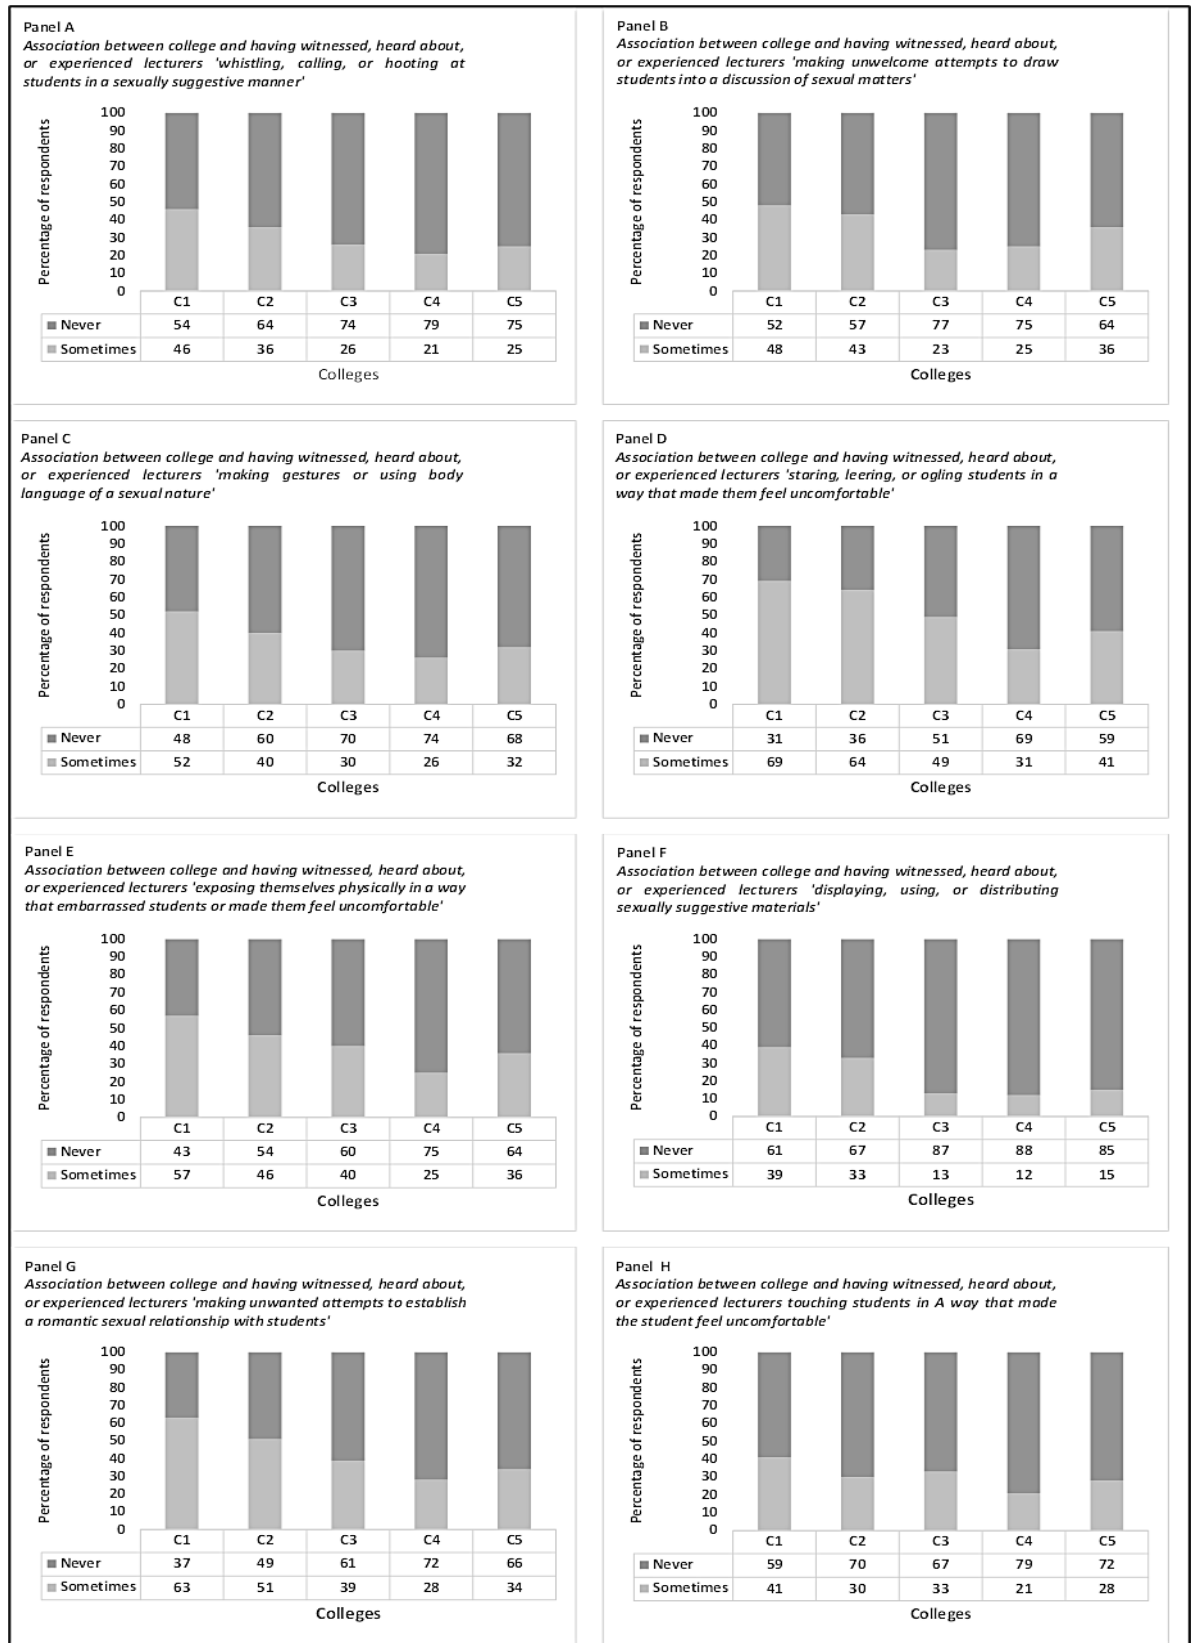 Panel A
Association between college and having witnessed, heard about,
or experienced lecturers 'whistling, calling, or hooting at
students in a sexually suggestive manner'
Percentage of respondents
100
90
80
70
60
50
40
30
20
10
0
C1 C2 C3 C4 C5
Never 54 64 74 79 75
Sometimes 46 36 26 21 25
Colleges
Panel B
Association between college and having witnessed, heard about,
or experienced lecturers 'making unwelcome attempts to draw
students into a discussion of sexual matters'
Percentage of respondents
100
90
80
70
60
50
40
30
20
10
0
C1 C2 C3 C4 C5
Never 52 57 77 75 64
Sometimes 48 43 23 25 36
Colleges
Panel C
Association between college and having witnessed, heard about,
or experienced lecturers 'making gestures or using body
language of a sexual nature'
Percentage of respondents
100
90
80
70
60
50
40
30
20
10
0
C1 C2 C3 C4 C5
Never 48 60 70 74 68
Sometimes 52 40 30 26 32
Colleges
Panel D
Association between college and having witnessed, heard about,
or experienced lecturers 'staring, leering, or ogling students in a
way that made them feel uncomfortable'
Percentage of respondents
100
90
80
70
60
50
40
30
20
10
0
C1 C2 C3 C4 C5
Never 31 36 51 69 59
Sometimes 69 64 49 31 41
Colleges
Panel E
Association between college and having witnessed, heard about,
or experienced lecturers 'exposing themselves physically in a way
that embarrassed students or made them feel uncomfortable'
Percentage of respondents
100
90
80
70
60
50
40
30
20
10
0
C1 C2 C3 C4 C5
Never 43 54 60 75 64
Sometimes 57 46 40 25 36
Colleges
Panel F
Association between college and having witnessed, heard about,
or experienced lecturers 'displaying, using, or distributing
sexually suggestive materials'
Percentage of respondents
100
90
80
70
60
50
40
30
20
10
0
C1 C2 C3 C4 C5
Never 61 67 87 88 85
Sometimes 39 33 13 12 15
Colleges
Panel G
Association between college and having witnessed, heard about,
or experienced lecturers 'making unwanted attempts to establish
a romantic sexual relationship with students'
Percentage of respondents
100
90
80
70
60
50
40
30
20
10
0
C1 C2 C3 C4 C5
Never 37 49 61 72 66
Sometimes 63 51 39 28 34
Colleges
Panel H
Association between college and having witnessed, heard about,
or experienced lecturers touching students in A way that made
the student feel uncomfortable'
Percentage of respondents
100
90
80
70
60
50
40
30
20
10
0
C1 C2 C3 C4 C5
Never 59 70 67 79 72
Sometimes 41 30 33 21 28
Colleges